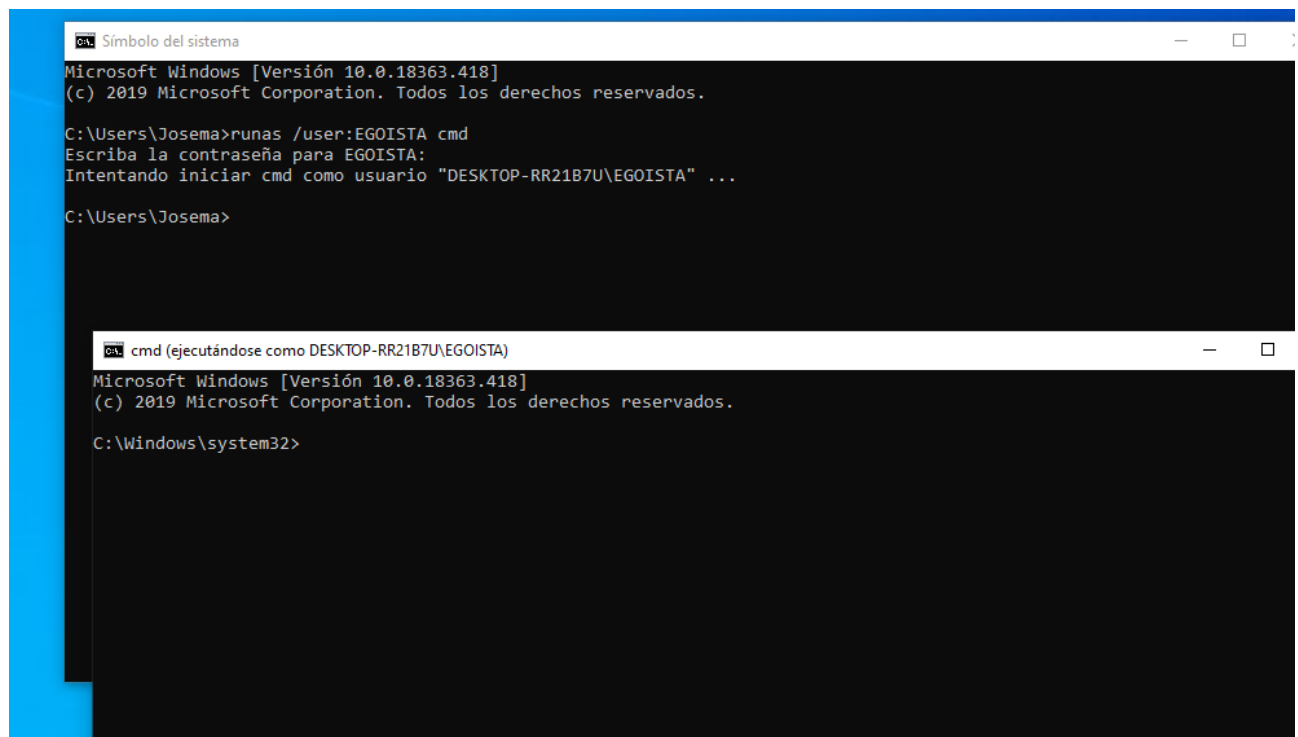 Símbolo del sistema
Microsoft Windows [Versión 10.0.18363.418]
(c) 2019 Microsoft Corporation. Todos los derechos reservados.
C:\Users\Josema>runas /user:EGOISTA cmd
Escriba la contraseña para EGOISTA:
Intentando iniciar cmd como usuario "DESKTOP-RR21B7U\EGOISTA" ...
C:\Users\Josema>
cmd (ejecutándose como DESKTOP-RR21B7U\EGOISTA)
Microsoft Windows [Versión 10.0.18363.418]
(c) 2019 Microsoft Corporation. Todos los derechos reservados.
C:\Windows\system32>